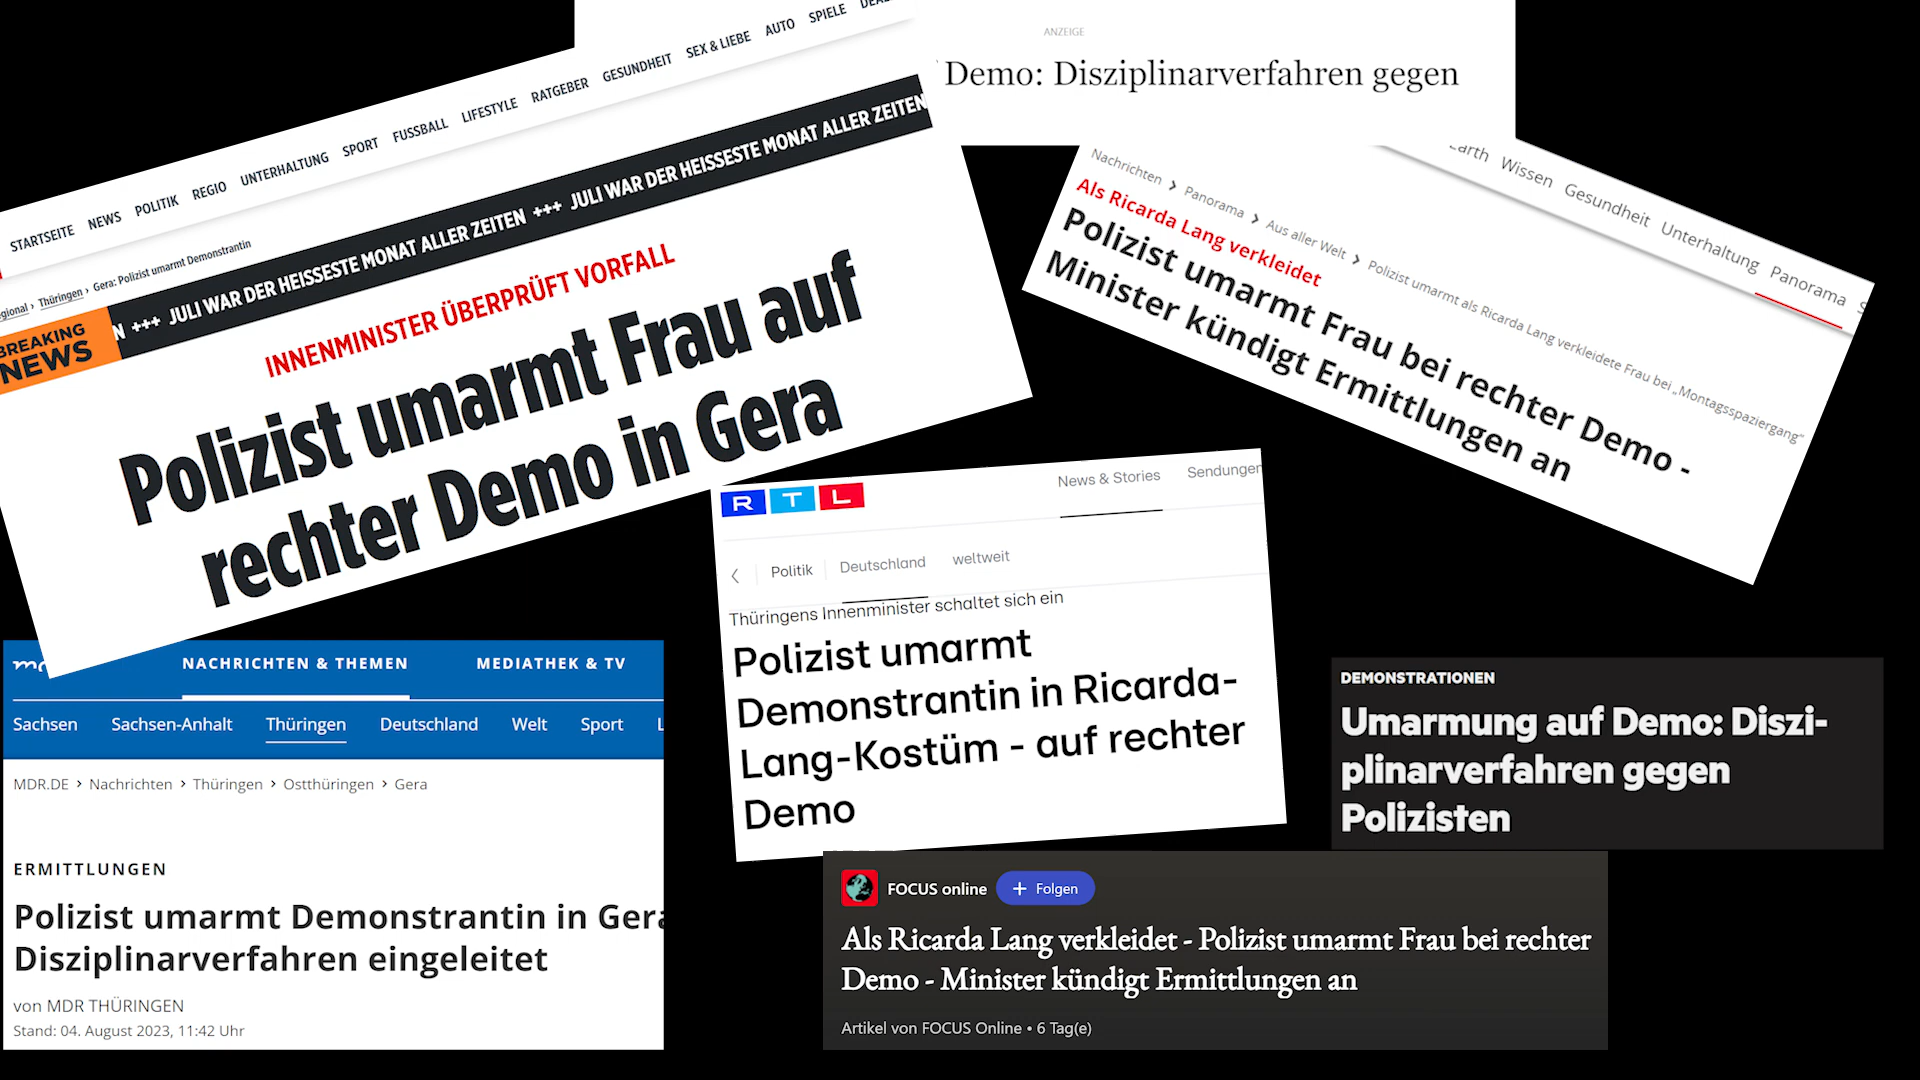 STARTSEITE NEWS POLITIK REGIO UNTERHALTUNG SPORT FUSSBALL LIFESTYLE RATGEBER GESUNDHEIT SEX & LIEBE AUTO SPIELE
Thüringen › Gera: Polizist umarmt Demonstrantin
BREAKING
NEWS
N +++ JULI WAR DER HEISSESTE MONAT ALLER ZEITEN +++ JULI WAR DER HEISSESTE MONAT ALLER ZEITEN
INNENMINISTER ÜBERPRÜFT VORFALL
Polizist umarmt Frau auf
rechter Demo in Gera
ANZEIGE
Demo: Disziplinarverfahren gegen
Earth Wissen Gesundheit Unterhaltung Panorama
Nachrichten > Panorama > Aus aller Welt > Polizist umarmt als Ricarda Lang verkleidete Frau bei „Montagsspaziergang“
Als Ricarda Lang verkleidet
Polizist umarmt Frau bei rechter Demo -
Minister kündigt Ermittlungen an
RTL
News & Stories Sendungen
Politik Deutschland weltweit
Thüringens Innenminister schaltet sich ein
Polizist umarmt
Demonstrantin in Ricarda-
Lang-Kostüm - auf rechter
Demo
NACHRICHTEN & THEMEN MEDIATHEK & TV
Sachsen Sachsen-Anhalt Thüringen Deutschland Welt Sport
MDR.DE > Nachrichten > Thüringen > Ostthüringen > Gera
ERMITTLUNGEN
Polizist umarmt Demonstrantin in Gera
Disziplinarverfahren eingeleitet
von MDR THÜRINGEN
Stand: 04. August 2023, 11:42 Uhr
DEMONSTRATIONEN
Umarmung auf Demo: Diszi-
plinarverfahren gegen
Polizisten
FOCUS online + Folgen
Als Ricarda Lang verkleidet - Polizist umarmt Frau bei rechter
Demo - Minister kündigt Ermittlungen an
Artikel von FOCUS Online • 6 Tag(e)